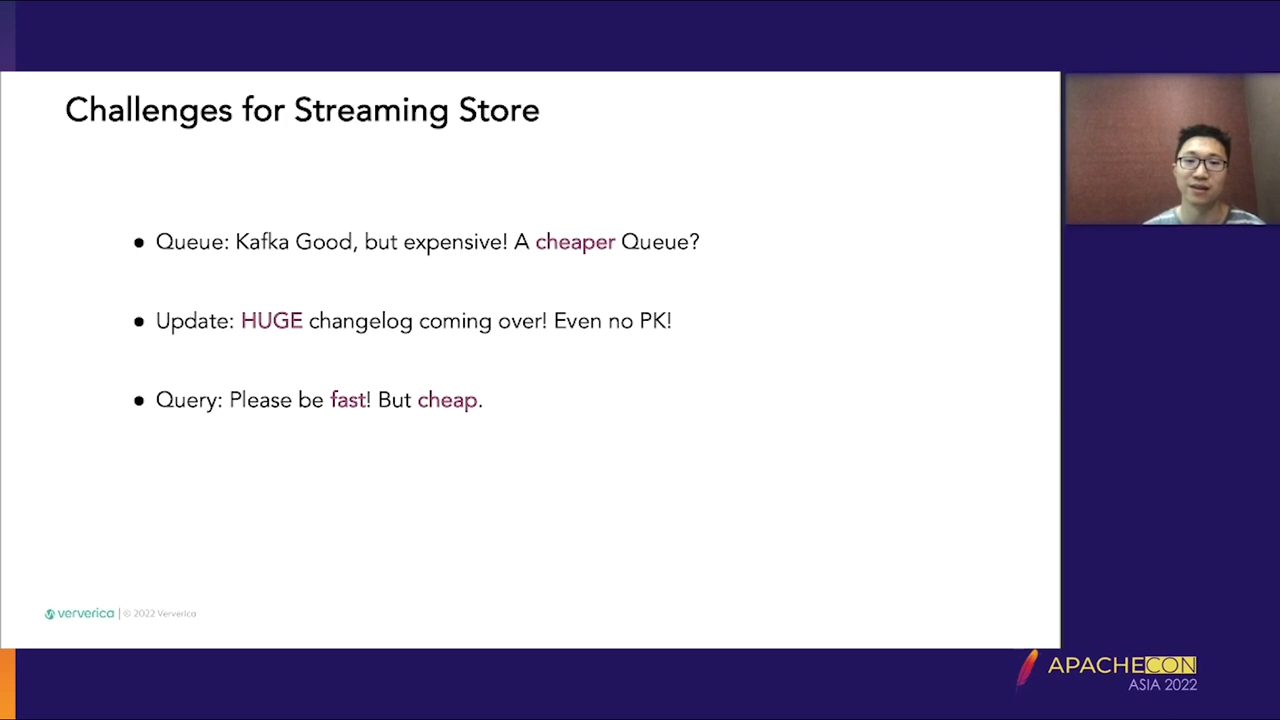 Challenges for Streaming Store
● Queue: Kafka Good, but expensive! A cheaper Queue?
● Update: HUGE changelog coming over! Even no PK!
● Query: Please be fast! But cheap.
ververica | © 2022 Ververica
APACHECON
ASIA 2022